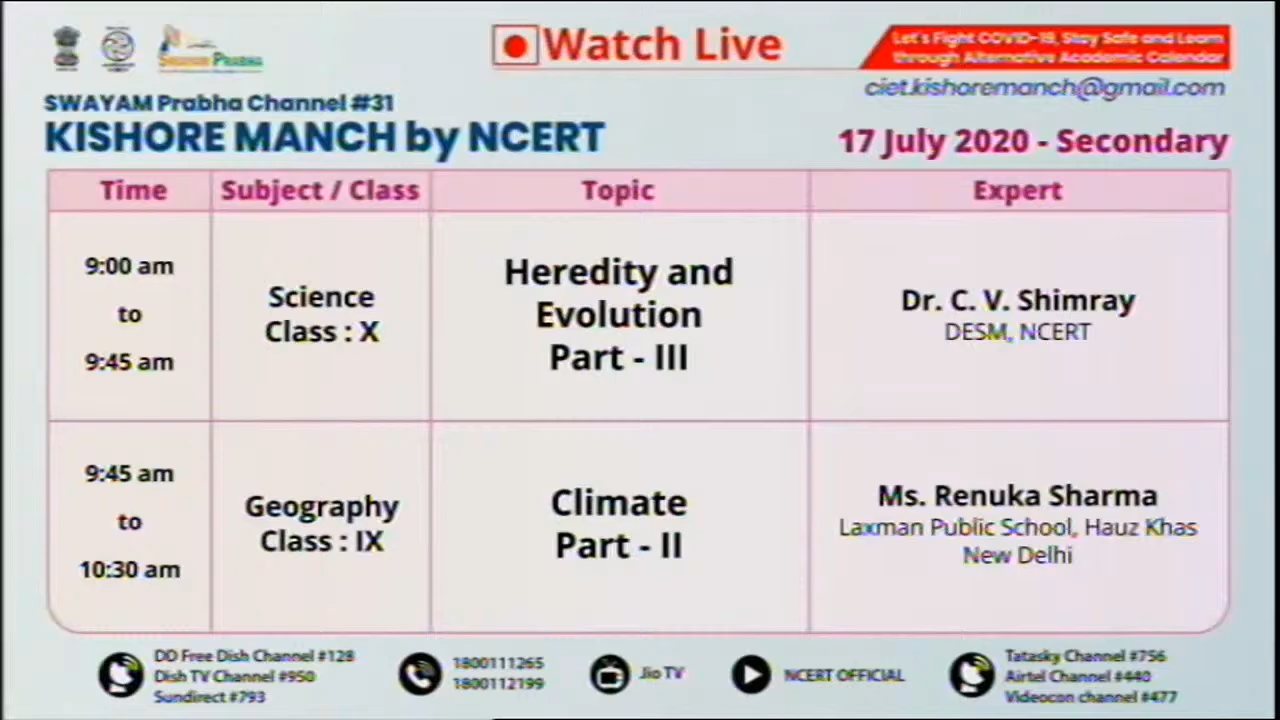 Watch Live
Let's Fight COVID-19, Stay Safe and Learn
through Alternative Academic Calendar
ciet.kishoremanch@gmail.com
SWAYAM PRABHA
SWAYAM Prabha Channel #31
KISHORE MANCH by NCERT
17 July 2020 - Secondary
Time
Subject / Class
Topic
Expert
9:00 am
to
9:45 am
Science
Class : X
Heredity and
Evolution
Part - III
Dr. C. V. Shimray
DESM, NCERT
9:45 am
to
10:30 am
Geography
Class : IX
Climate
Part - II
Ms. Renuka Sharma
Laxman Public School, Hauz Khas
New Delhi
DD Free Dish Channel #128
Dish TV Channel #950
Sundirect #793
1800111265
1800112199
Jio TV
NCERT OFFICIAL
Tatasky Channel #756
Airtel Channel #440
Videocon channel #477